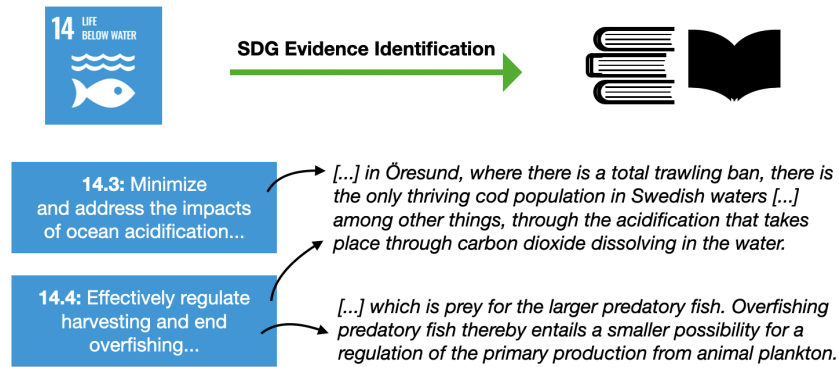 14 LIFE
BELOW WATER
SDG Evidence Identification
14.3: Minimize
and address the impacts
of ocean acidification...
[...] in Öresund, where there is a total trawling ban, there is
the only thriving cod population in Swedish waters [...]
among other things, through the acidification that takes
place through carbon dioxide dissolving in the water.
14.4: Effectively regulate
harvesting and end
overfishing...
[...] which is prey for the larger predatory fish. Overfishing
predatory fish thereby entails a smaller possibility for a
regulation of the primary production from animal plankton.